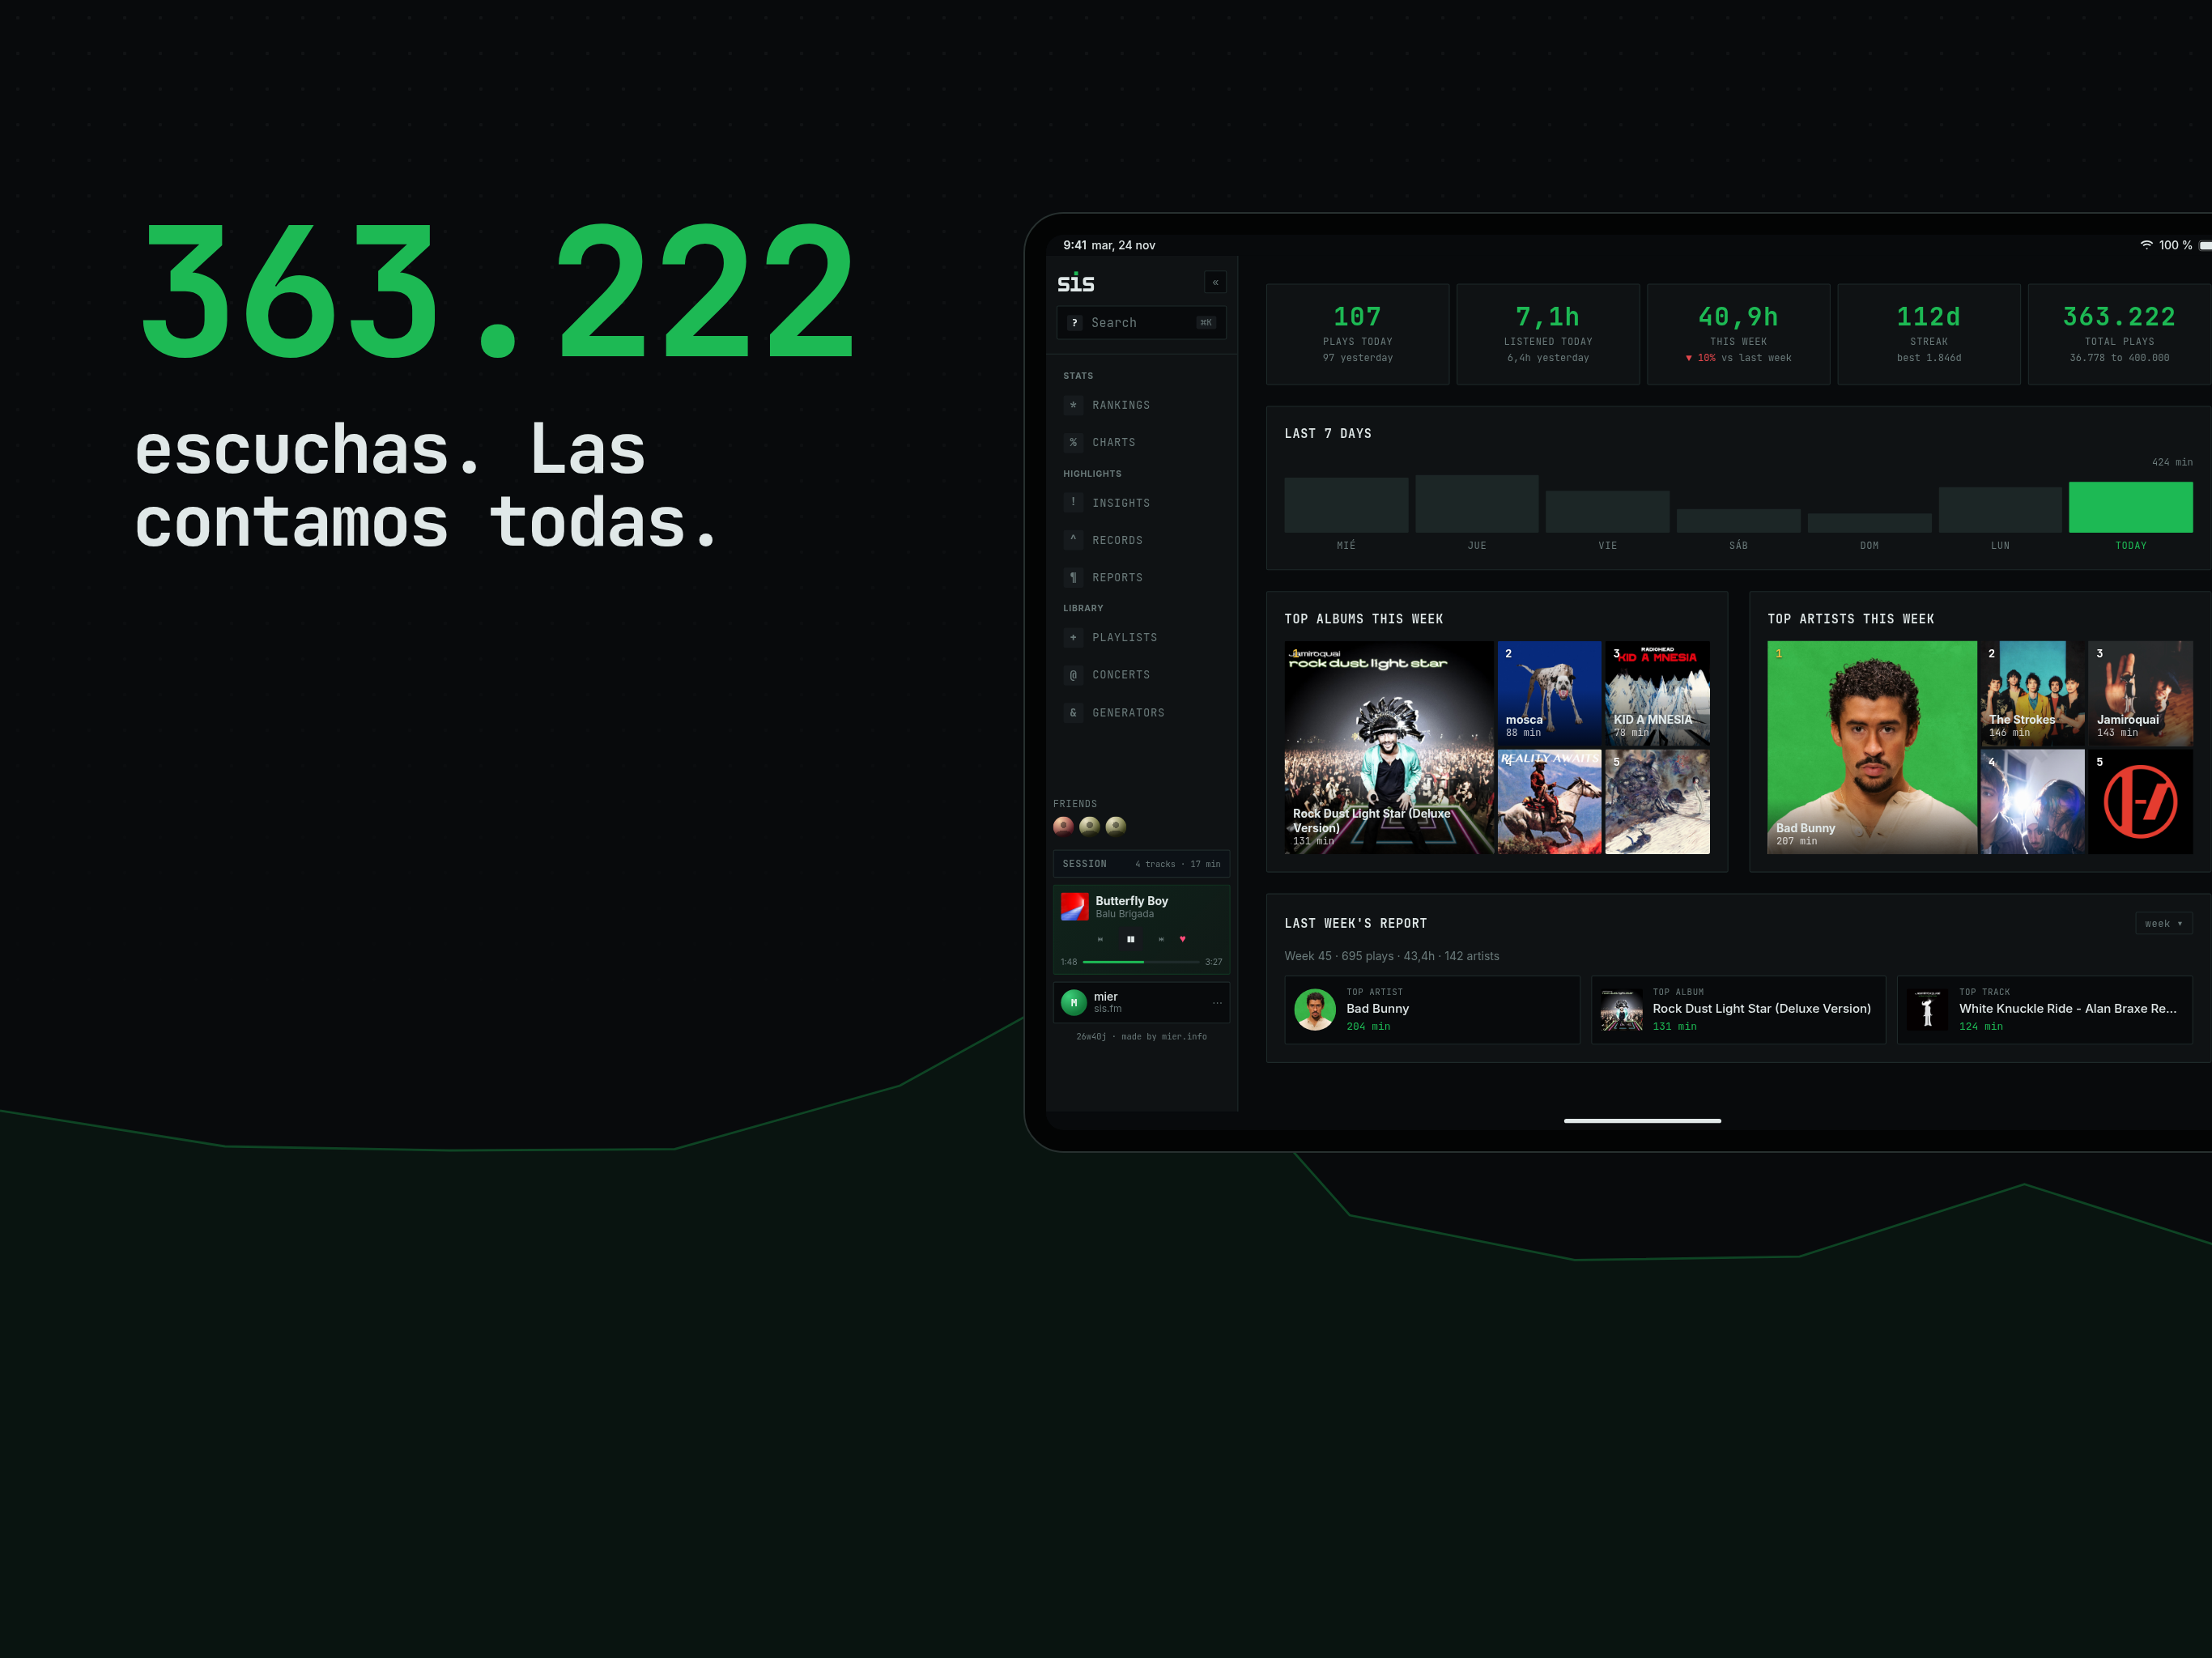 363.222
escuchas. Las
contamos todas.
9:41 mar, 24 nov
100 %
sis
«
? Search ⌘K
STATS
* RANKINGS
% CHARTS
HIGHLIGHTS
! INSIGHTS
^ RECORDS
¶ REPORTS
LIBRARY
+ PLAYLISTS
@ CONCERTS
& GENERATORS
FRIENDS
SESSION 4 tracks · 17 min
Butterfly Boy
Balu Brigada
1:48 3:27
M mier
sis.fm
...
26w40j · made by mier.info
107
PLAYS TODAY
97 yesterday
7,1h
LISTENED TODAY
6,4h yesterday
40,9h
THIS WEEK
▼ 10% vs last week
112d
STREAK
best 1.846d
363.222
TOTAL PLAYS
36.778 to 400.000
LAST 7 DAYS
424 min
MIÉ JUE VIE SÁB DOM LUN TODAY
TOP ALBUMS THIS WEEK
1
Jamiroquai
rock dust light star
Rock Dust Light Star (Deluxe
Version)
131 min
2
mosca
88 min
3
RADIOHEAD
KID A MNESIA
KID A MNESIA
78 min
4
REALITY AWAITS
5
TOP ARTISTS THIS WEEK
1
Bad Bunny
207 min
2
The Strokes
146 min
3
Jamiroquai
143 min
4
5
LAST WEEK'S REPORT
week ▾
Week 45 · 695 plays · 43,4h · 142 artists
TOP ARTIST
Bad Bunny
204 min
TOP ALBUM
Rock Dust Light Star (Deluxe Version)
131 min
TOP TRACK
White Knuckle Ride - Alan Braxe Re...
124 min